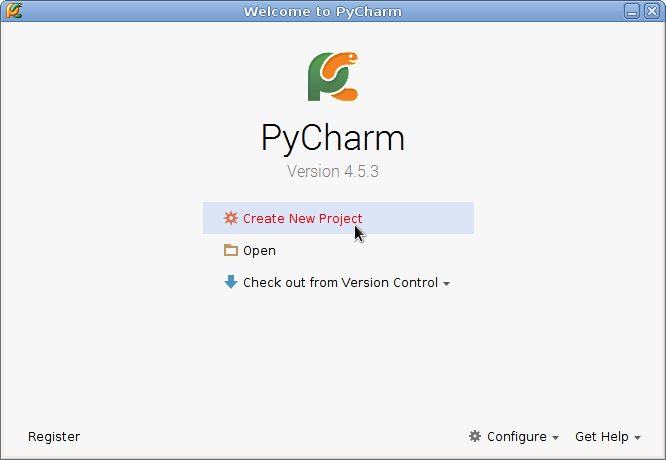 Welcome to PyCharm
PyCharm
Version 4.5.3
Create New Project
Open
Check out from Version Control
Register
Configure
Get Help